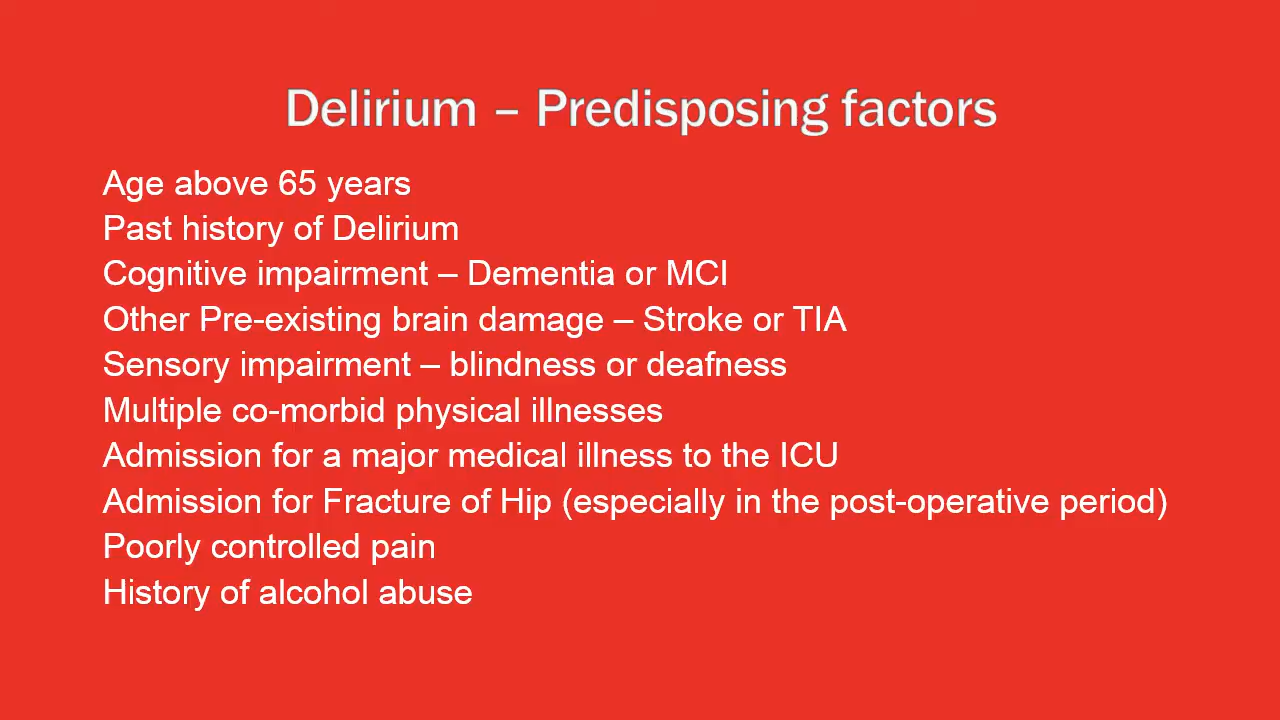 Delirium – Predisposing factors
Age above 65 years
Past history of Delirium
Cognitive impairment – Dementia or MCI
Other Pre-existing brain damage – Stroke or TIA
Sensory impairment – blindness or deafness
Multiple co-morbid physical illnesses
Admission for a major medical illness to the ICU
Admission for Fracture of Hip (especially in the post-operative period)
Poorly controlled pain
History of alcohol abuse